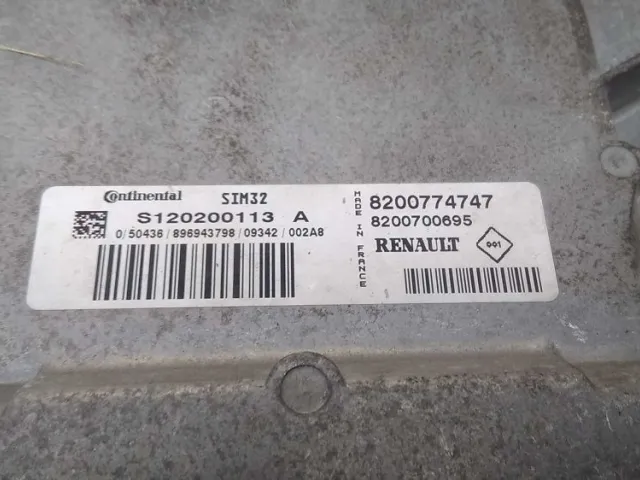 Continental SIM32
S120200113 A
0/50436/896943798/09342/002A8
MADE IN FRANCE
8200774747
8200700695
RENAULT 001